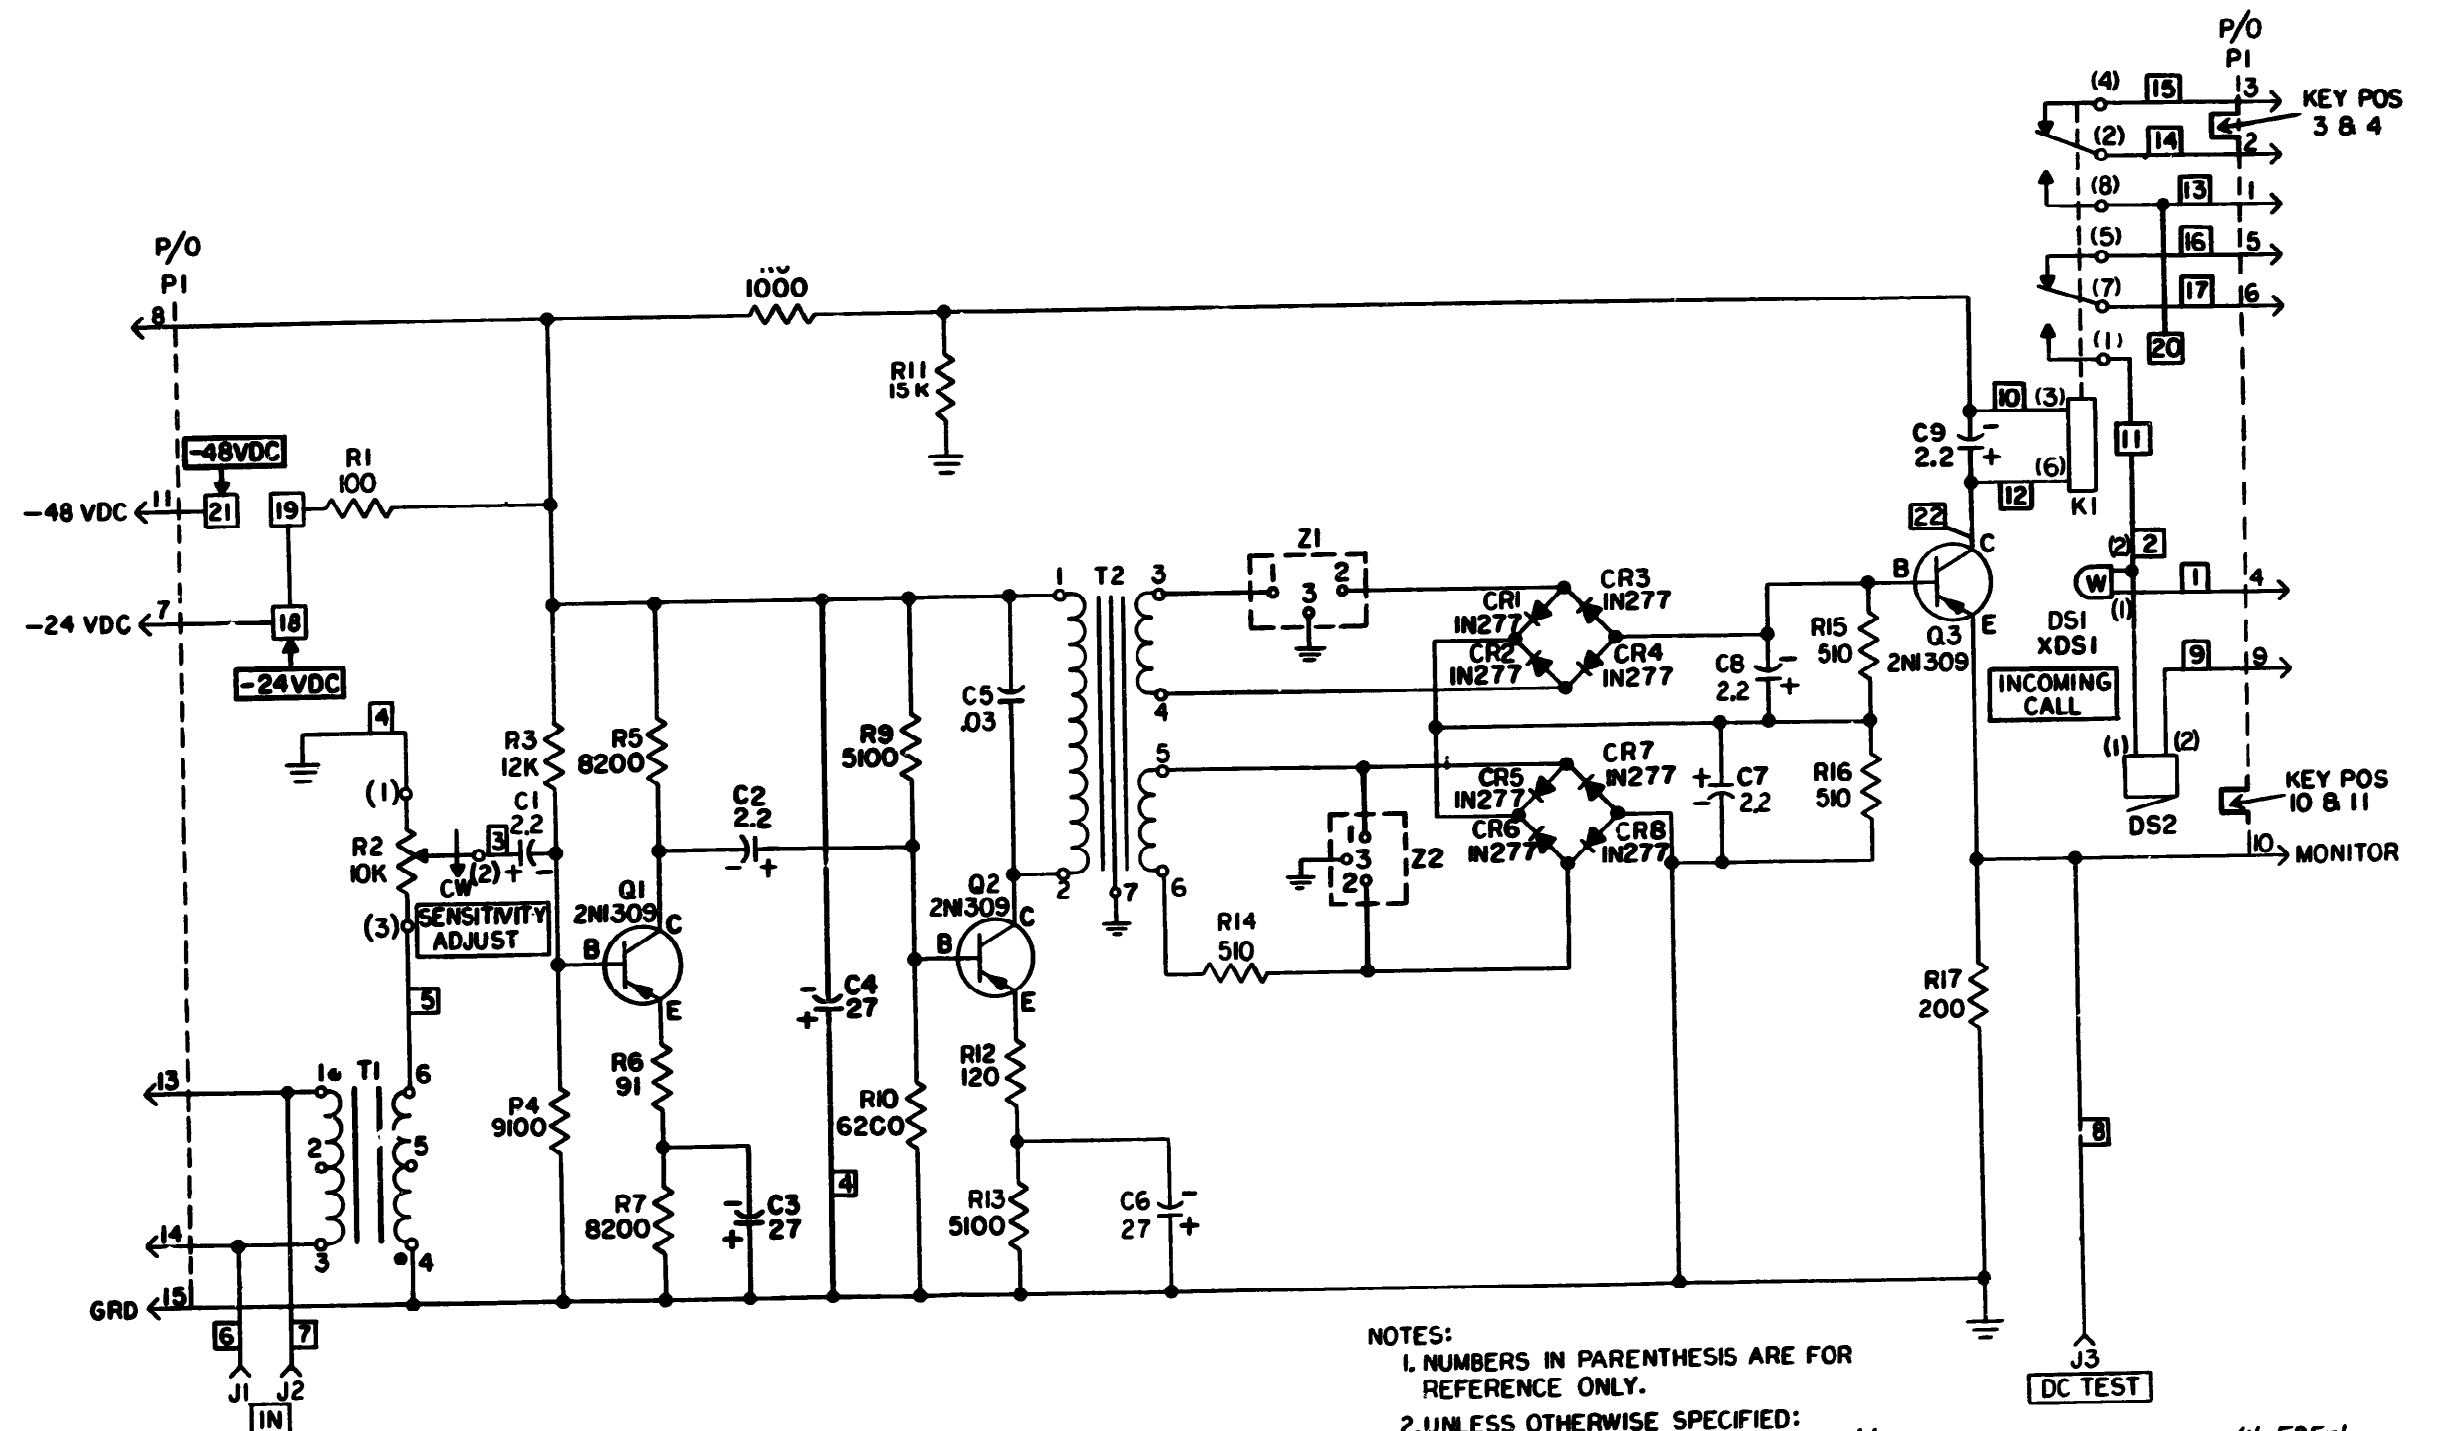 P/O
P1
(4) 15 3
KEY POS
3 & 4
(2) 14 2
(8) 13 1
(5) 16 5
(7) 17 6
(1) 20
P/O
P1
8
1000
R11
15K
-48VDC
R1
100
-48 VDC 11 21 19
-24 VDC 7 18
-24VDC
10 (3)
C9
2.2
- +
(6)
12
K1
11
22
C
B
E
Q3
2N1309
(2) 2
W 1 4
(1)
DS1
XDS1
INCOMING
CALL
9 9
(1) (2)
DS2
KEY POS
10 & 11
10 MONITOR
4
(1)
R2
10K
CW (2)
3
C1
2.2
+ -
(3)
SENSITIVITY
ADJUST
5
R3
12K
R5
8200
C2
2.2
- +
R9
5100
C5
.03
1 T2 3
2 7
4
5
6
Z1
1 2
3
CR1
1N277
CR3
1N277
CR2
1N277
CR4
1N277
C8
2.2
- +
R15
510
CR5
1N277
CR7
1N277
CR6
1N277
CR8
1N277
+ C7
- 2.2
R16
510
1
3 Z2
2
R14
510
Q1
2N1309
C
B
E
Q2
2N1309
C
B
E
- C4
+ 27
R6
91
R12
120
R17
200
13 1 T1 6
2 5
14 3 4
P4
9100
R10
62C0
4
R7
8200
- C3
+ 27
R13
5100
C6 -
27 +
8
GRD 15
6 7
J1 J2
IN
J3
DC TEST
NOTES:
1. NUMBERS IN PARENTHESIS ARE FOR
REFERENCE ONLY.
2. UNLESS OTHERWISE SPECIFIED: